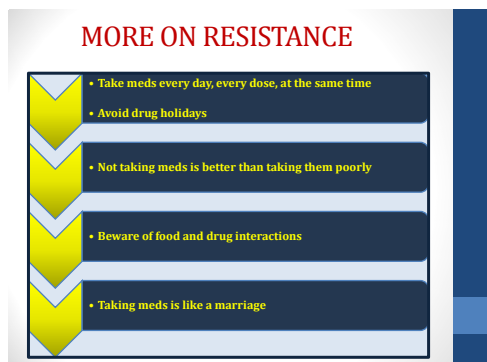 MORE ON RESISTANCE
• Take meds every day, every dose, at the same time
• Avoid drug holidays
• Not taking meds is better than taking them poorly
• Beware of food and drug interactions
• Taking meds is like a marriage